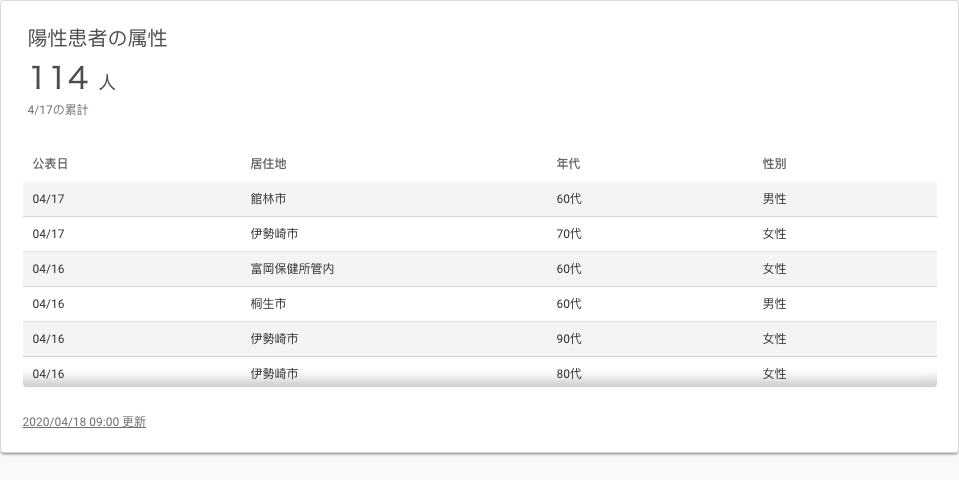 陽性患者の属性
114 人
4/17の累計
公表日 居住地 年代 性別
04/17 館林市 60代 男性
04/17 伊勢崎市 70代 女性
04/16 富岡保健所管内 60代 女性
04/16 桐生市 60代 男性
04/16 伊勢崎市 90代 女性
04/16 伊勢崎市 80代 女性
2020/04/18 09:00 更新